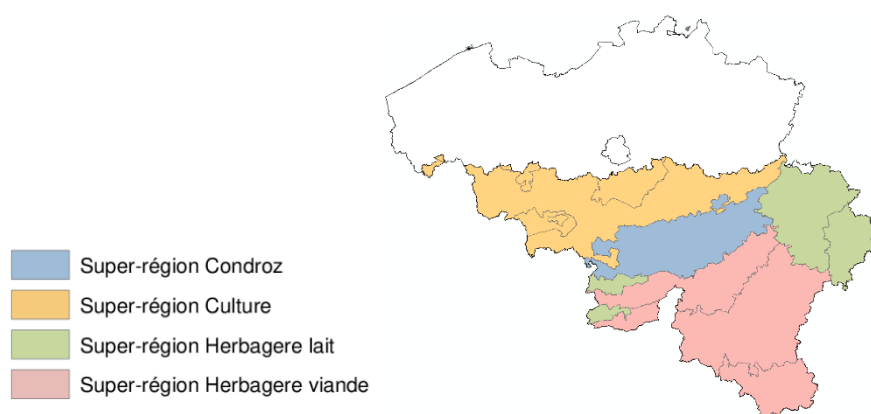 Super-région Condroz
Super-région Culture
Super-région Herbagere lait
Super-région Herbagere viande